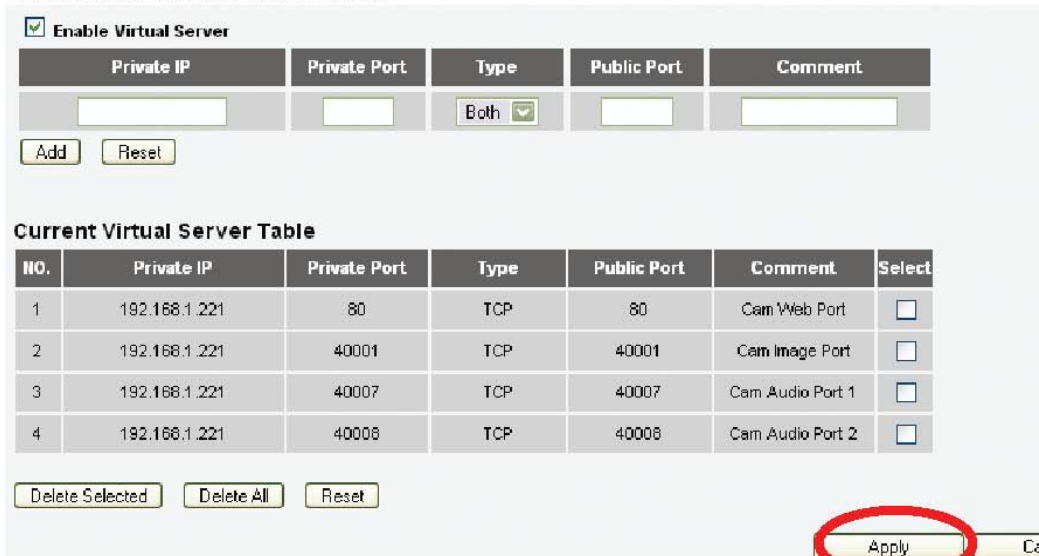 Enable Virtual Server
Private IP Private Port Type Public Port Comment
Both
Add Reset
Current Virtual Server Table
NO. Private IP Private Port Type Public Port Comment Select
1 192.168.1.221 80 TCP 80 Cam Web Port
2 192.168.1.221 40001 TCP 40001 Cam Image Port
3 192.168.1.221 40007 TCP 40007 Cam Audio Port 1
4 192.168.1.221 40008 TCP 40008 Cam Audio Port 2
Delete Selected Delete All Reset
Apply